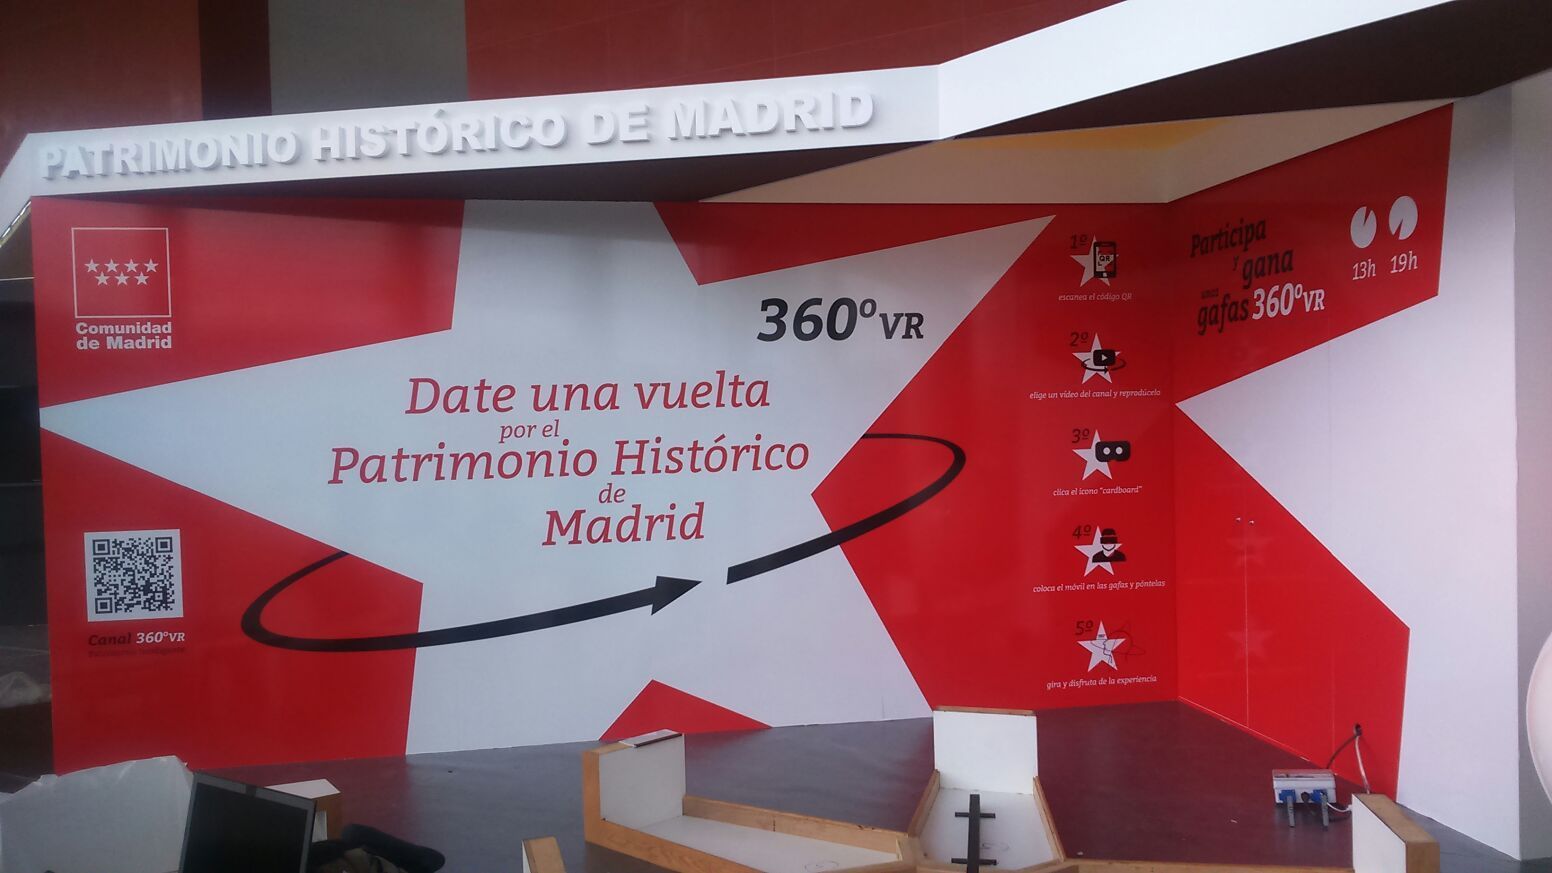 PATRIMONIO HISTÓRICO DE MADRID
Comunidad
de Madrid
360ºVR
Date una vuelta
por el
Patrimonio Histórico
de
Madrid
Canal 360ºVR
1º
QR
escanea el código QR
2º
elige un vídeo del canal y reprodúcelo
3º
clica el icono "cardboard"
4º
coloca el móvil en las gafas y póntelas
5º
gira y disfruta de la experiencia
Participa
y
gana
unas
gafas 360ºVR
13h 19h